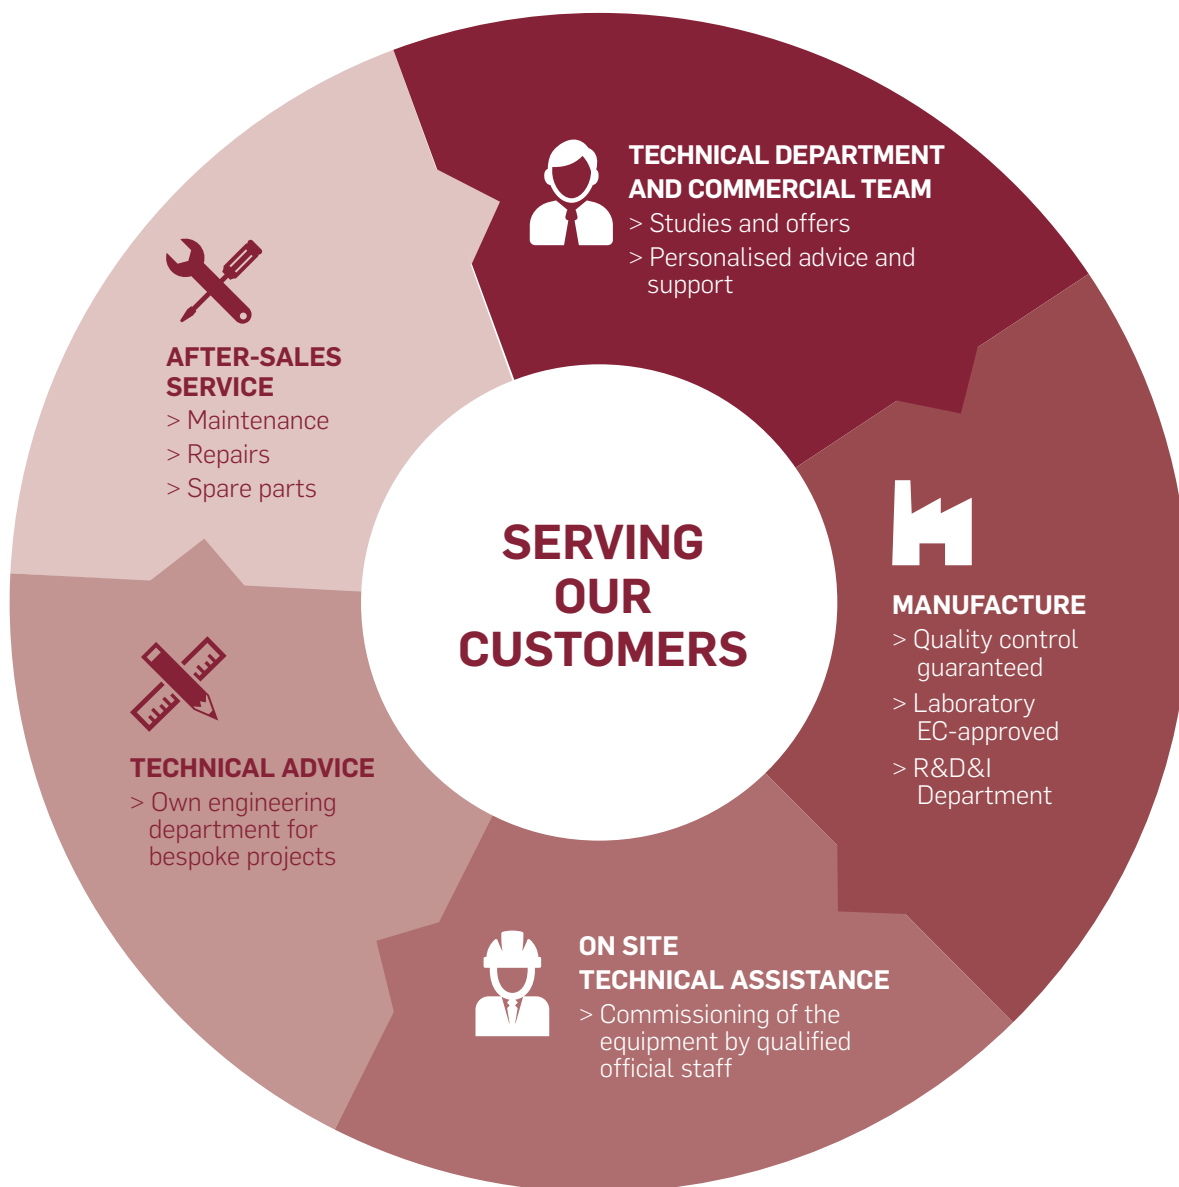 TECHNICAL DEPARTMENT
AND COMMERCIAL TEAM
> Studies and offers
> Personalised advice and
support
MANUFACTURE
> Quality control
guaranteed
> Laboratory
EC-approved
> R&D&I
Department
ON SITE
TECHNICAL ASSISTANCE
> Commissioning of the
equipment by qualified
official staff
TECHNICAL ADVICE
> Own engineering
department for
bespoke projects
AFTER-SALES
SERVICE
> Maintenance
> Repairs
> Spare parts
SERVING
OUR
CUSTOMERS